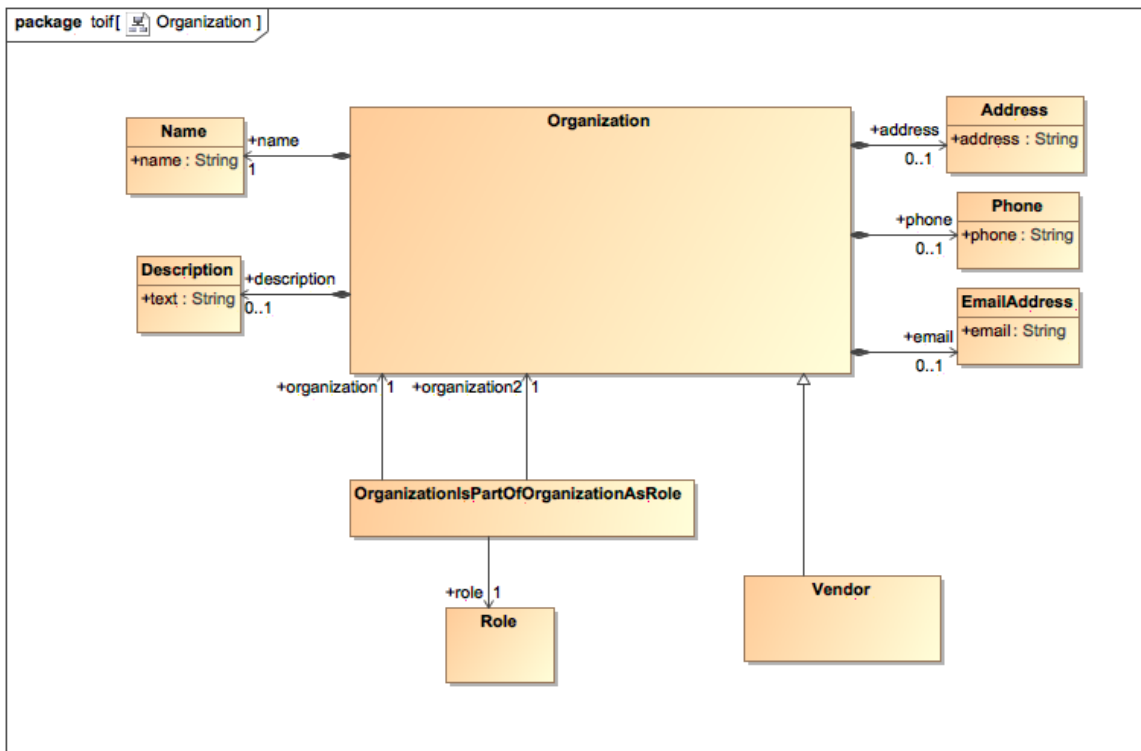 package toif[ Organization ]
Organization
Name
+name : String
+name
1
Description
+text : String
+description
0..1
+address
0..1
Address
+address : String
+phone
0..1
Phone
+phone : String
+email
0..1
EmailAddress
+email : String
+organization 1
+organization2 1
OrganizationIsPartOfOrganizationAsRole
+role 1
Role
Vendor